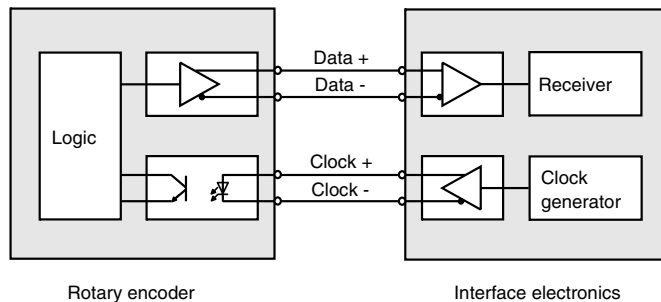 Data +
Data -
Receiver
Logic
Clock +
Clock -
Clock
generator
Rotary encoder
Interface electronics